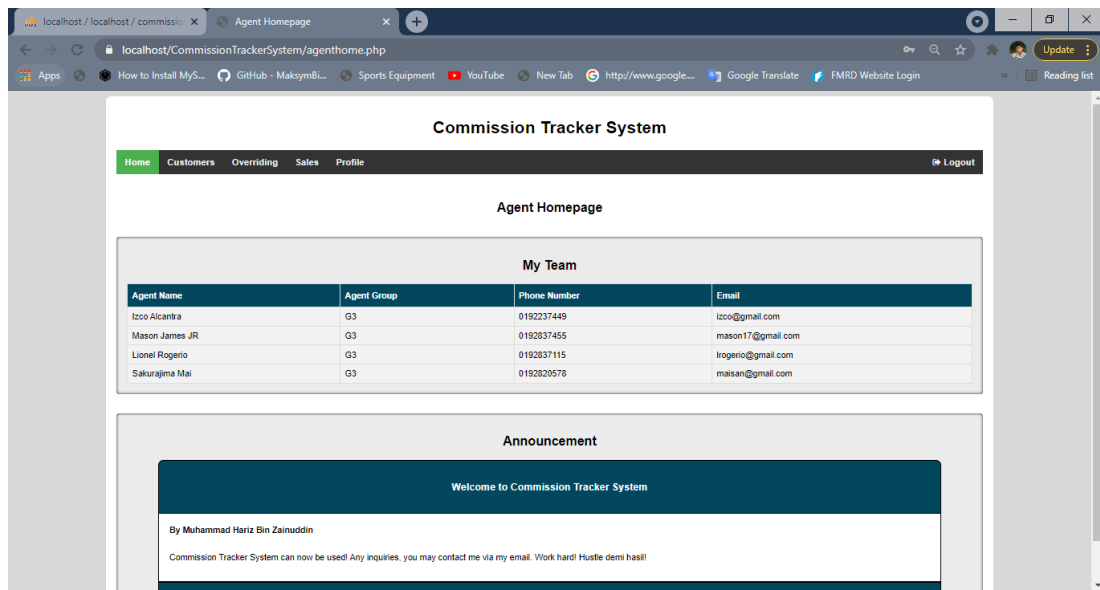 localhost / localhost / commissio
Agent Homepage
localhost/CommissionTrackerSystem/agenthome.php
Update
Apps
How to Install MyS...
GitHub - MaksymBi...
Sports Equipment
YouTube
New Tab
http://www.google....
Google Translate
FMRD Website Login
Reading list
Commission Tracker System
Home Customers Overriding Sales Profile Logout
Agent Homepage
My Team
Agent Name Agent Group Phone Number Email
Izco Alcantra G3 0192237449 izco@gmail.com
Mason James JR G3 0192837455 mason17@gmail.com
Lionel Rogerio G3 0192837115 lrogerio@gmail.com
Sakurajima Mai G3 0192820578 maisan@gmail.com
Announcement
Welcome to Commission Tracker System
By Muhammad Hariz Bin Zainuddin
Commission Tracker System can now be used! Any inquiries, you may contact me via my email. Work hard! Hustle demi hasil!